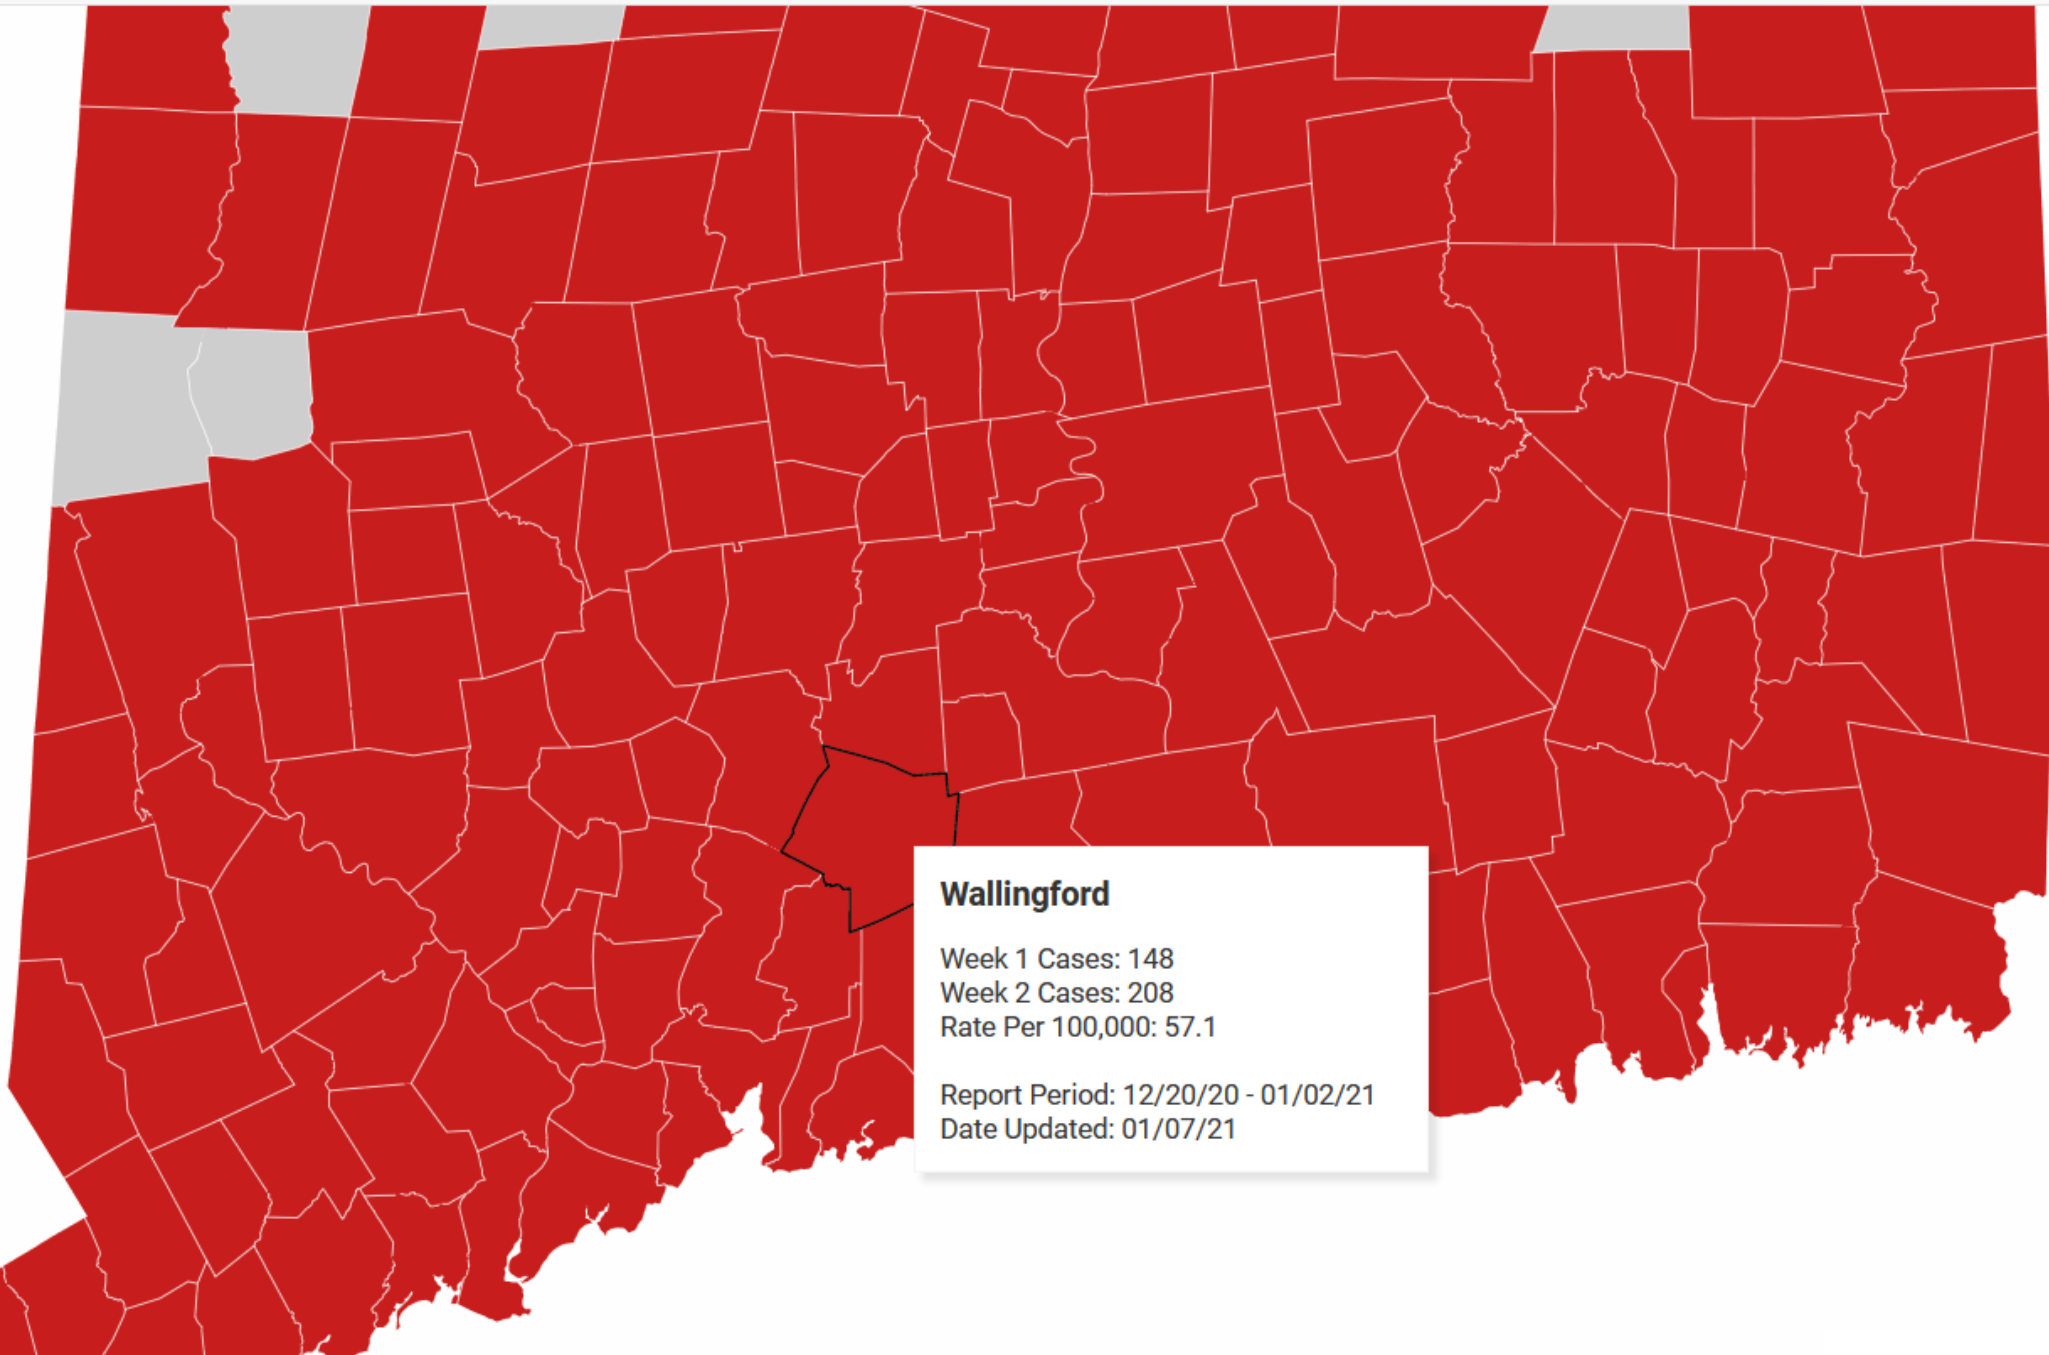 Wallingford
Week 1 Cases: 148
Week 2 Cases: 208
Rate Per 100,000: 57.1
Report Period: 12/20/20 - 01/02/21
Date Updated: 01/07/21